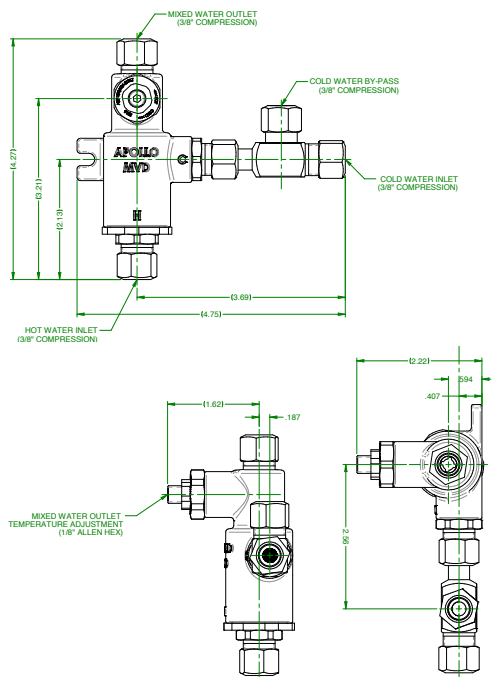 MIXED WATER OUTLET
(3/8" COMPRESSION)
COLD WATER BY-PASS
(3/8" COMPRESSION)
APOLLO
MVD
C
H
COLD WATER INLET
(3/8" COMPRESSION)
(4.27)
(3.21)
(2.13)
(3.69)
(4.75)
HOT WATER INLET
(3/8" COMPRESSION)
(2.22)
.594
.407
(1.62)
.187
MIXED WATER OUTLET
TEMPERATURE ADJUSTMENT
(1/8" ALLEN HEX)
2.56